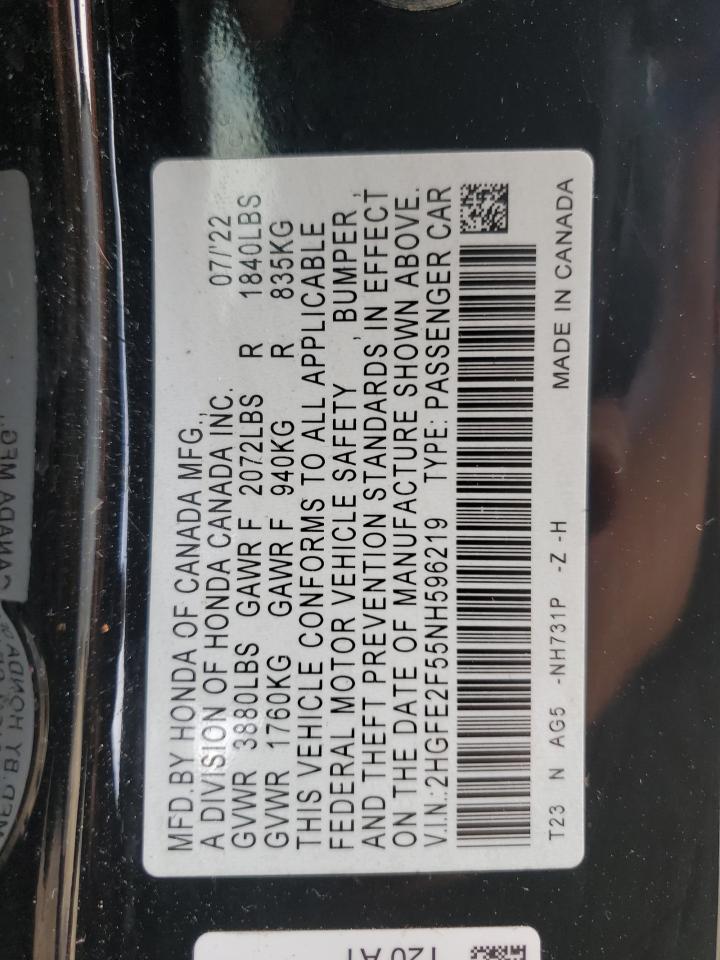 MFD.BY HONDA OF CANADA MFG.,
A DIVISION OF HONDA CANADA INC. 07/'22
GVWR 3880LBS GAWR F 2072LBS R 1840LBS
GVWR 1760KG GAWR F 940KG R 835KG
THIS VEHICLE CONFORMS TO ALL APPLICABLE
FEDERAL MOTOR VEHICLE SAFETY , BUMPER ,
AND THEFT PREVENTION STANDARDS IN EFFECT
ON THE DATE OF MANUFACTURE SHOWN ABOVE.
V.I.N.:2HGFE2F55NH596219 TYPE: PASSENGER CAR
T23 N AG5 -NH731P -Z -H MADE IN CANADA